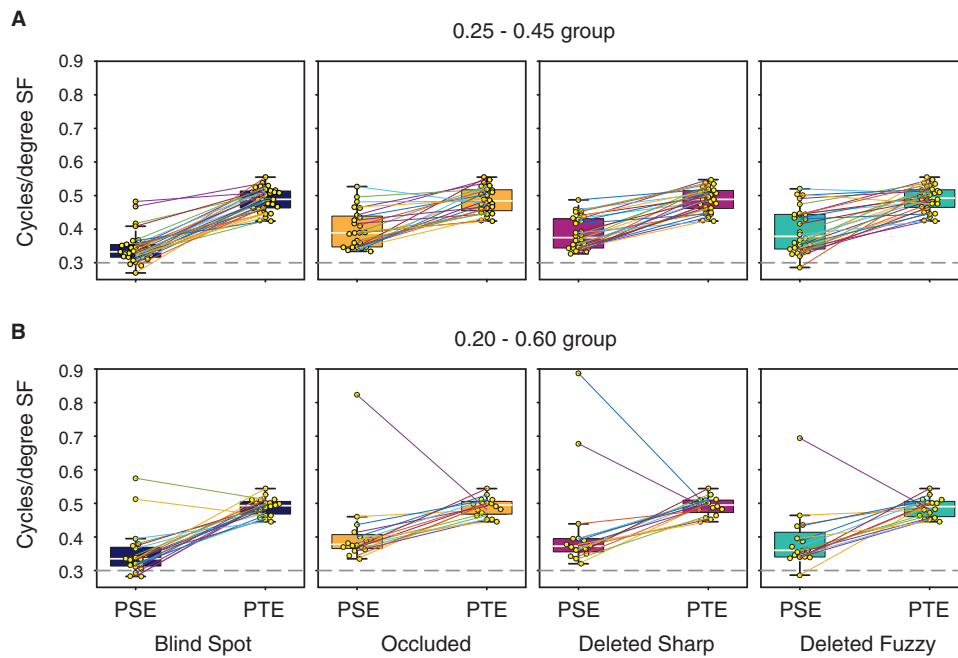 A
0.25 - 0.45 group
Cycles/degree SF
0.9
0.8
0.7
0.6
0.5
0.4
0.3
B
0.20 - 0.60 group
Cycles/degree SF
0.9
0.8
0.7
0.6
0.5
0.4
0.3
PSE PTE PSE PTE PSE PTE PSE PTE
Blind Spot Occluded Deleted Sharp Deleted Fuzzy